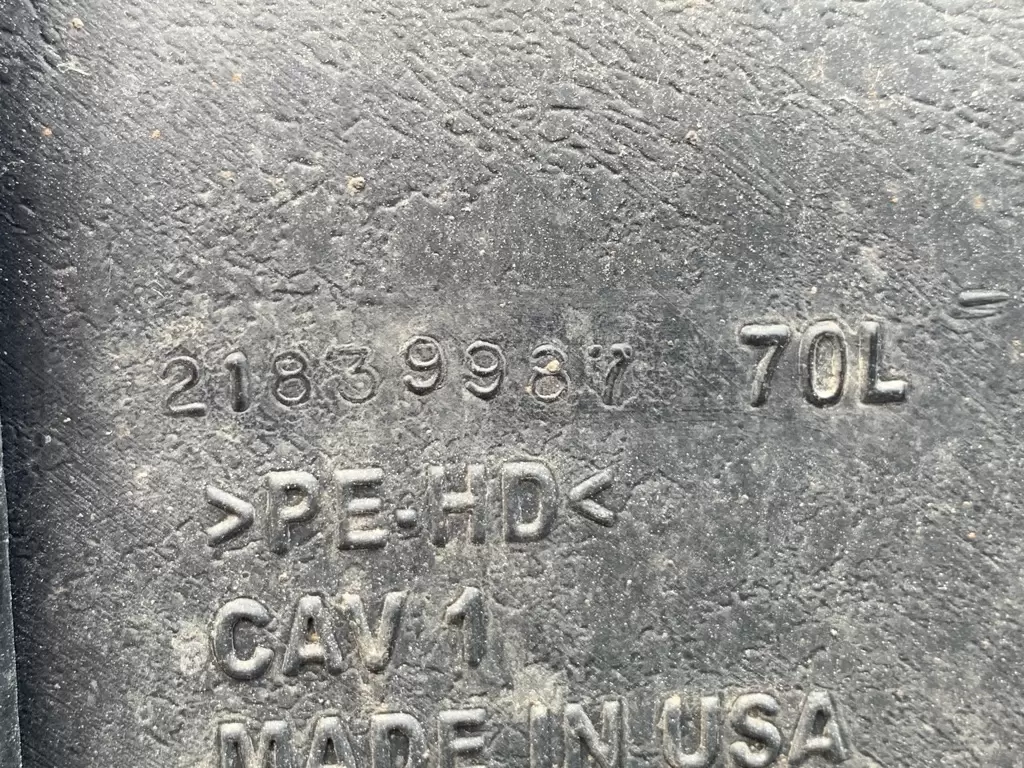 21839987 70L
>PE-HD<
CAV 1
MADE IN USA